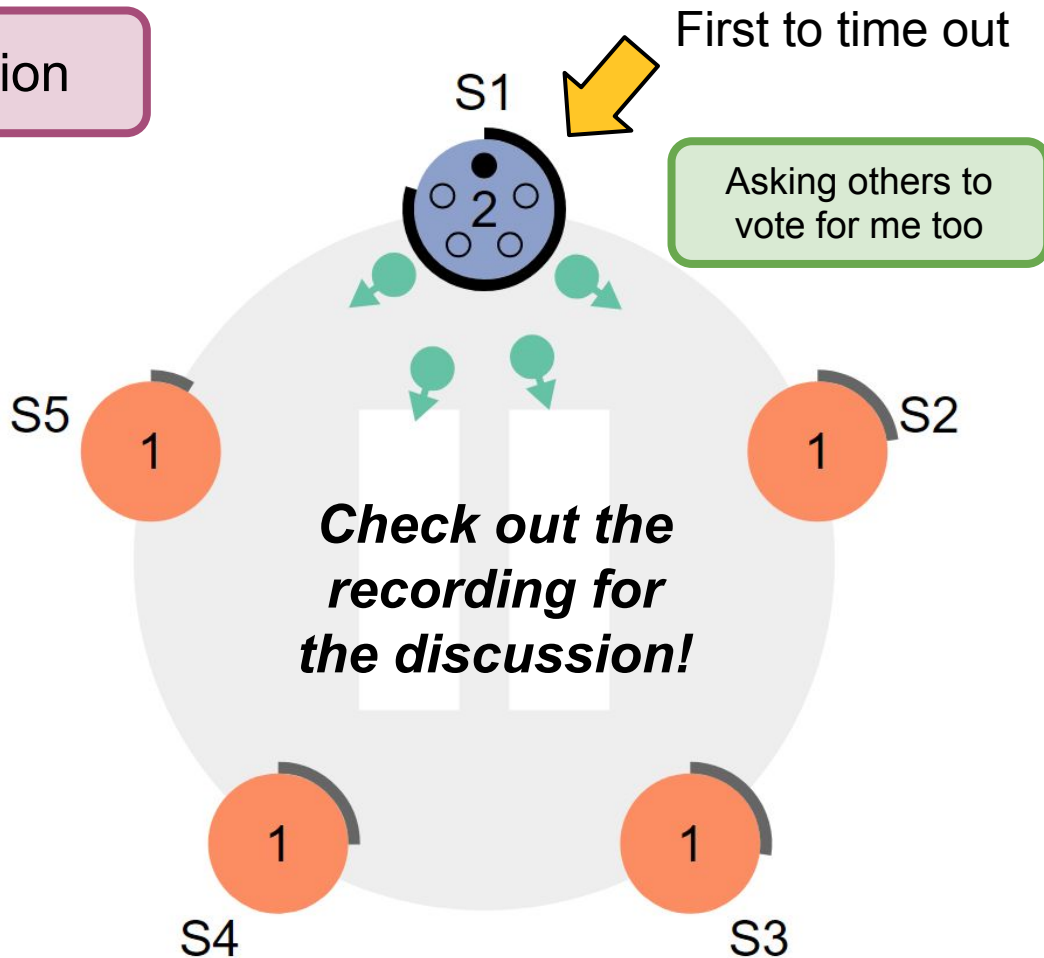 ion
First to time out
S1
2
Asking others to
vote for me too
S5
1
S2
1
Check out the
recording for
the discussion!
1
S4
1
S3